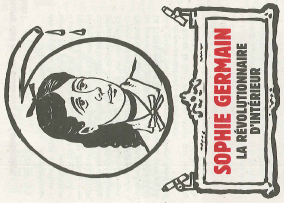 SOPHIE GERMAIN
LA RÉVOLUTIONNAIRE
D'INTÉRIEUR